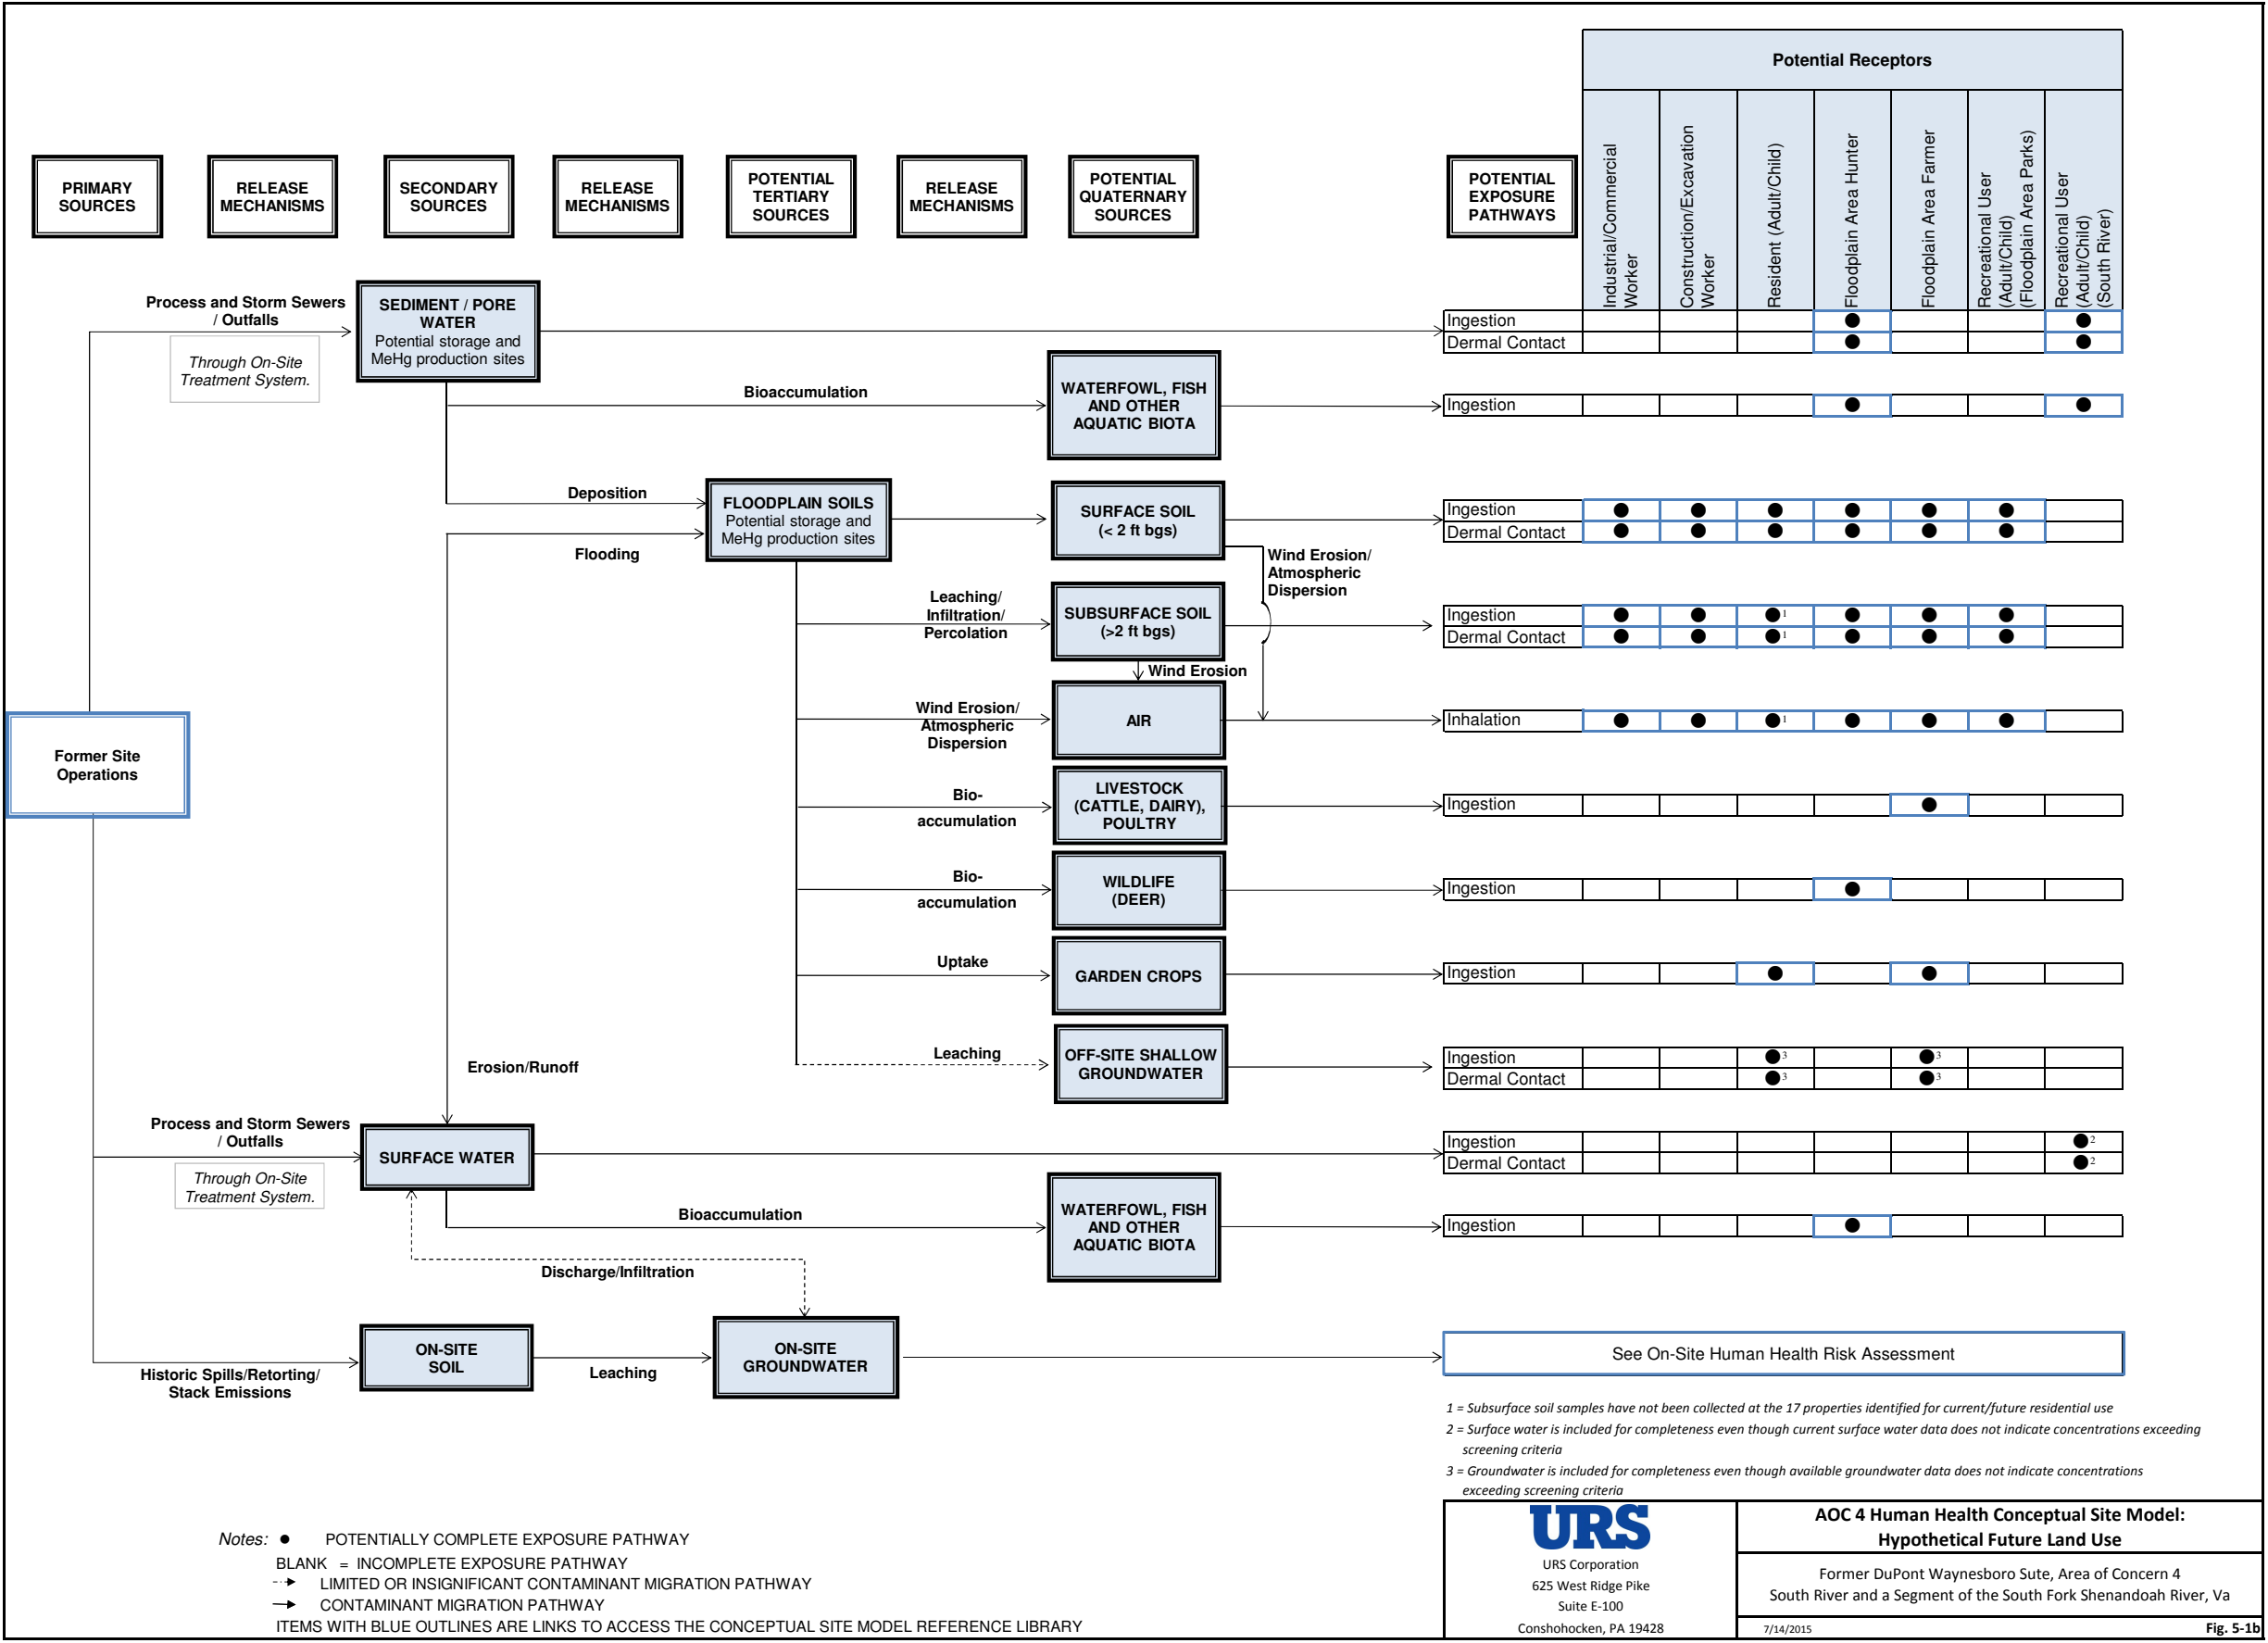 Potential Receptors
PRIMARY
SOURCES
RELEASE
MECHANISMS
SECONDARY
SOURCES
RELEASE
MECHANISMS
POTENTIAL
TERTIARY
SOURCES
RELEASE
MECHANISMS
POTENTIAL
QUATERNARY
SOURCES
POTENTIAL
EXPOSURE
PATHWAYS
Industrial/Commercial
Worker
Construction/Excavation
Worker
Resident (Adult/Child)
Floodplain Area Hunter
Floodplain Area Farmer
Recreational User
(Adult/Child)
(Floodplain Area Parks)
Recreational User
(Adult/Child)
(South River)
Process and Storm Sewers
/ Outfalls
Through On-Site
Treatment System.
SEDIMENT / PORE
WATER
Potential storage and
MeHg production sites
Ingestion ● ●
Dermal Contact ● ●
Bioaccumulation
WATERFOWL, FISH
AND OTHER
AQUATIC BIOTA
Ingestion ● ●
Deposition
Flooding
FLOODPLAIN SOILS
Potential storage and
MeHg production sites
SURFACE SOIL
(< 2 ft bgs)
Ingestion ● ● ● ● ● ●
Dermal Contact ● ● ● ● ● ●
Wind Erosion/
Atmospheric
Dispersion
Leaching/
Infiltration/
Percolation
SUBSURFACE SOIL
(>2 ft bgs)
Ingestion ● ● ●1 ● ● ●
Dermal Contact ● ● ●1 ● ● ●
Wind Erosion
Wind Erosion/
Atmospheric
Dispersion
AIR
Inhalation ● ● ●1 ● ● ●
Former Site
Operations
Bio-
accumulation
LIVESTOCK
(CATTLE, DAIRY),
POULTRY
Ingestion ●
Bio-
accumulation
WILDLIFE
(DEER)
Ingestion ●
Uptake
GARDEN CROPS
Ingestion ● ●
Leaching
OFF-SITE SHALLOW
GROUNDWATER
Ingestion ●3 ●3
Dermal Contact ●3 ●3
Erosion/Runoff
Process and Storm Sewers
/ Outfalls
Through On-Site
Treatment System.
SURFACE WATER
Ingestion ●2
Dermal Contact ●2
Bioaccumulation
WATERFOWL, FISH
AND OTHER
AQUATIC BIOTA
Ingestion ●
Discharge/Infiltration
Historic Spills/Retorting/
Stack Emissions
ON-SITE
SOIL
Leaching
ON-SITE
GROUNDWATER
See On-Site Human Health Risk Assessment
1 = Subsurface soil samples have not been collected at the 17 properties identified for current/future residential use
2 = Surface water is included for completeness even though current surface water data does not indicate concentrations exceeding
screening criteria
3 = Groundwater is included for completeness even though available groundwater data does not indicate concentrations
exceeding screening criteria
Notes: ● POTENTIALLY COMPLETE EXPOSURE PATHWAY
BLANK = INCOMPLETE EXPOSURE PATHWAY
LIMITED OR INSIGNIFICANT CONTAMINANT MIGRATION PATHWAY
CONTAMINANT MIGRATION PATHWAY
ITEMS WITH BLUE OUTLINES ARE LINKS TO ACCESS THE CONCEPTUAL SITE MODEL REFERENCE LIBRARY
URS
URS Corporation
625 West Ridge Pike
Suite E-100
Conshohocken, PA 19428
AOC 4 Human Health Conceptual Site Model:
Hypothetical Future Land Use
Former DuPont Waynesboro Sute, Area of Concern 4
South River and a Segment of the South Fork Shenandoah River, Va
7/14/2015
Fig. 5-1b